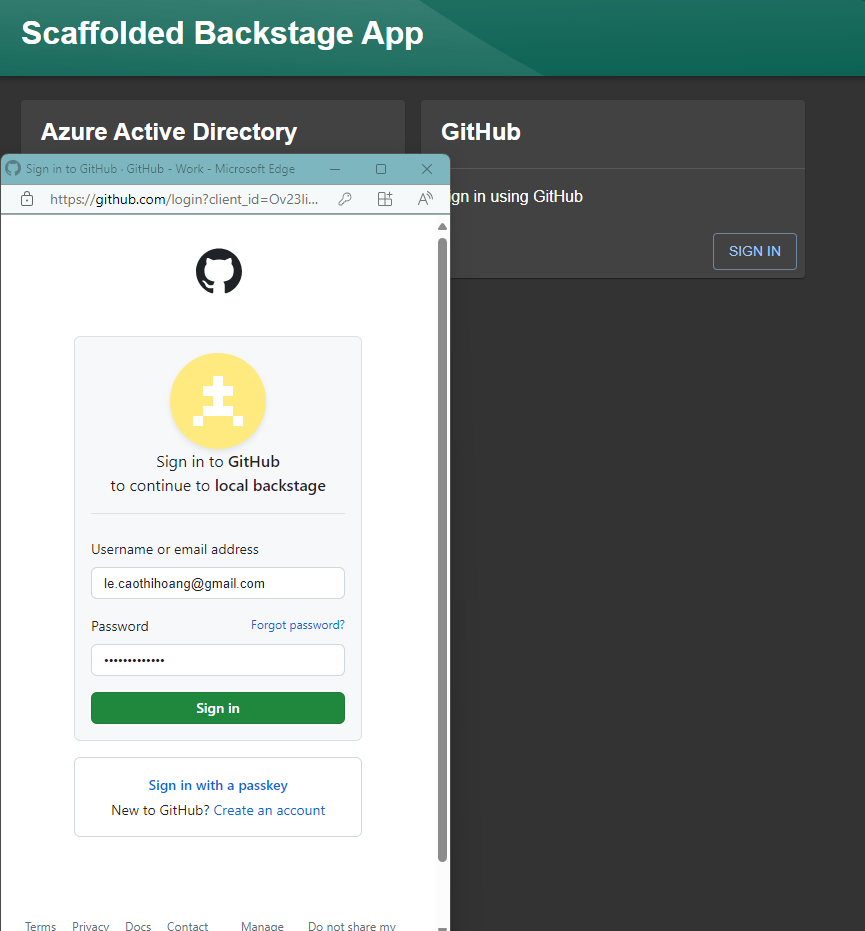 Scaffolded Backstage App
Azure Active Directory
GitHub
Sign in to GitHub · GitHub - Work - Microsoft Edge
https://github.com/login?client_id=Ov23li...
gn in using GitHub
SIGN IN
Sign in to GitHub
to continue to local backstage
Username or email address
le.caothihoang@gmail.com
Password
Forgot password?
•••••••••••••
Sign in
Sign in with a passkey
New to GitHub? Create an account
Terms Privacy Docs Contact Manage Do not share my